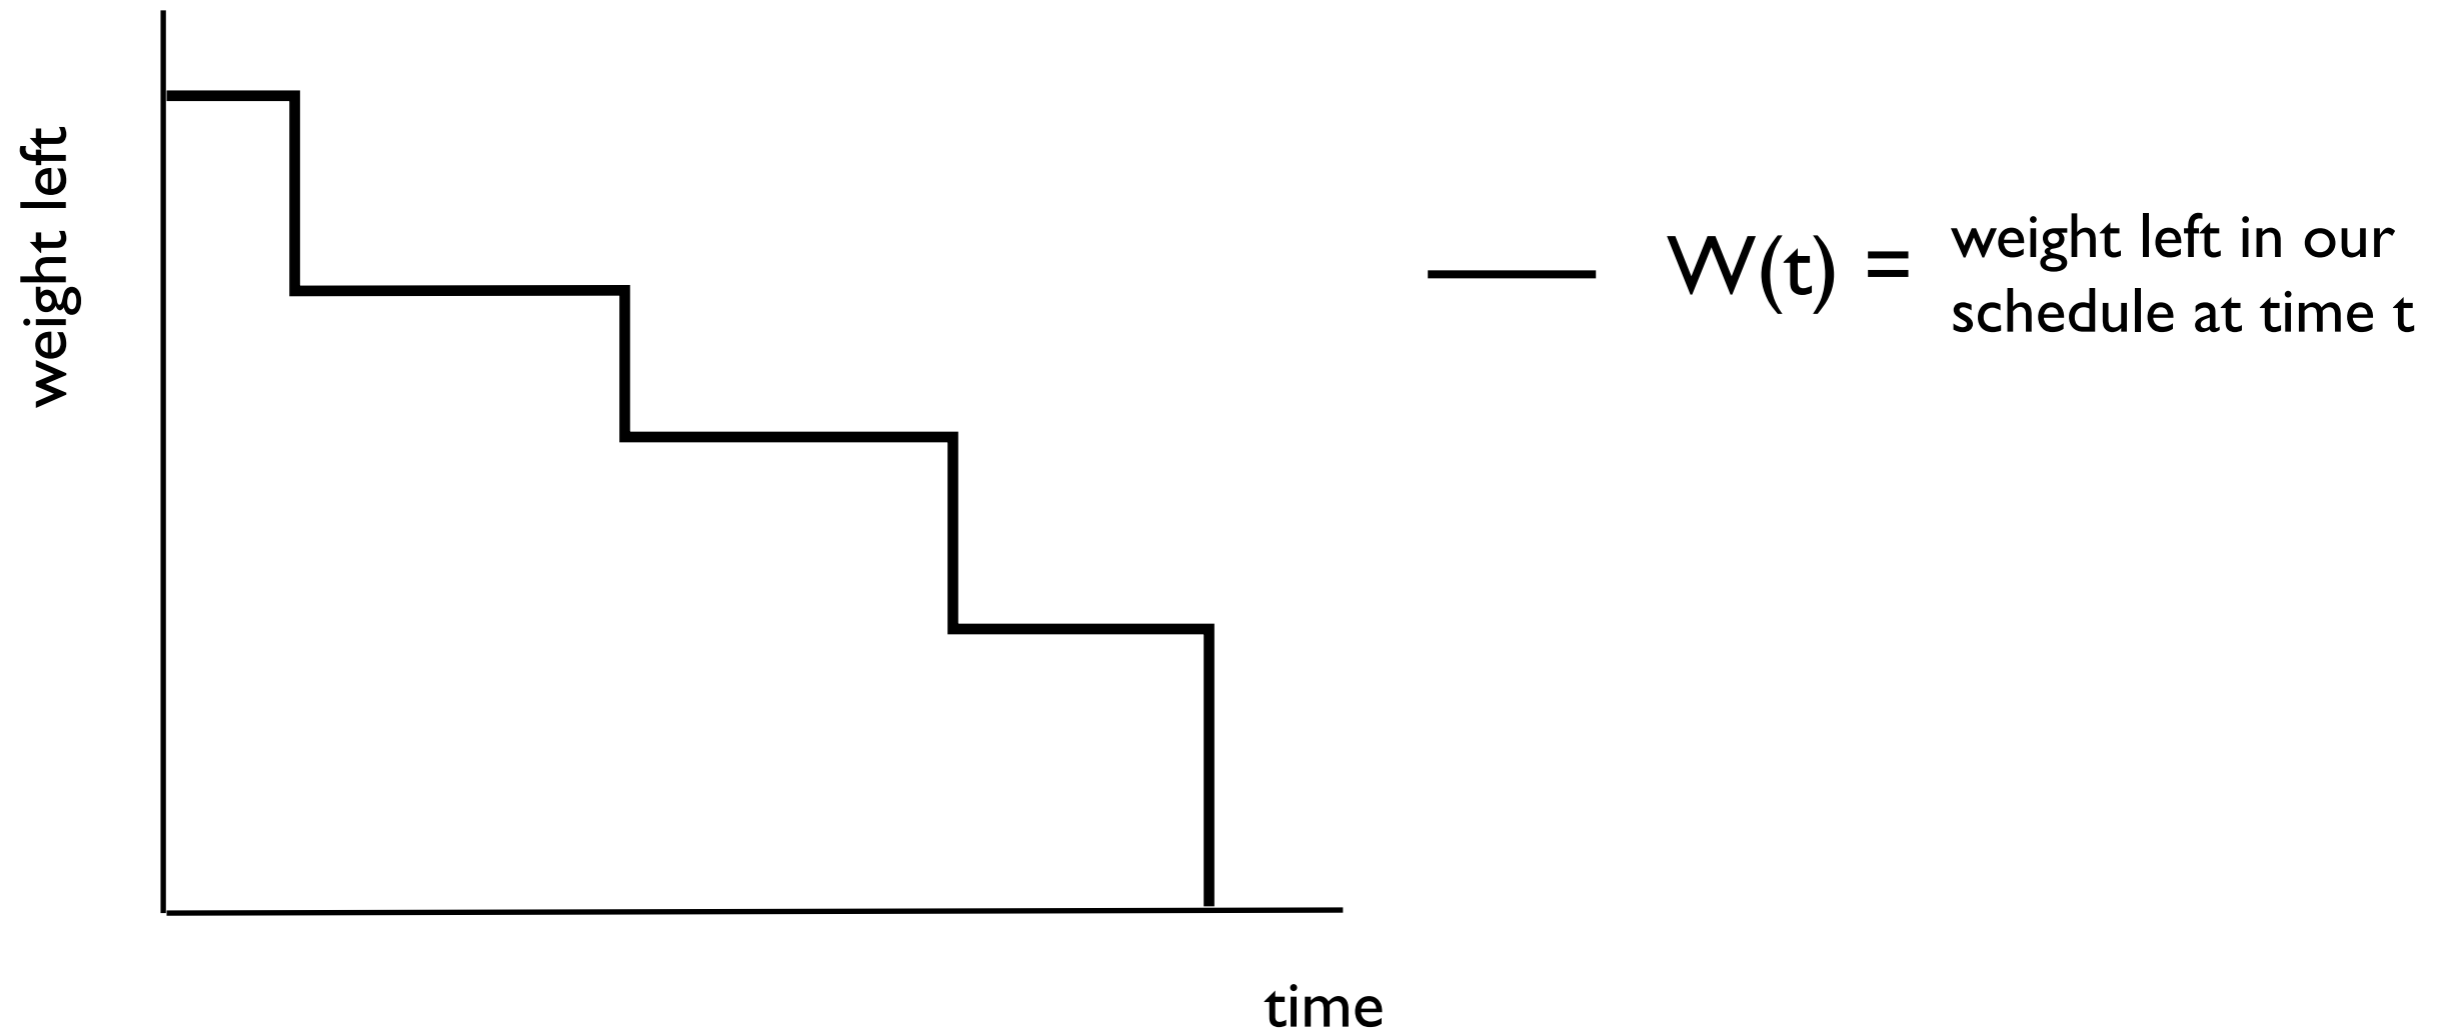 weight left
W(t) =
weight left in our
schedule at time t
time